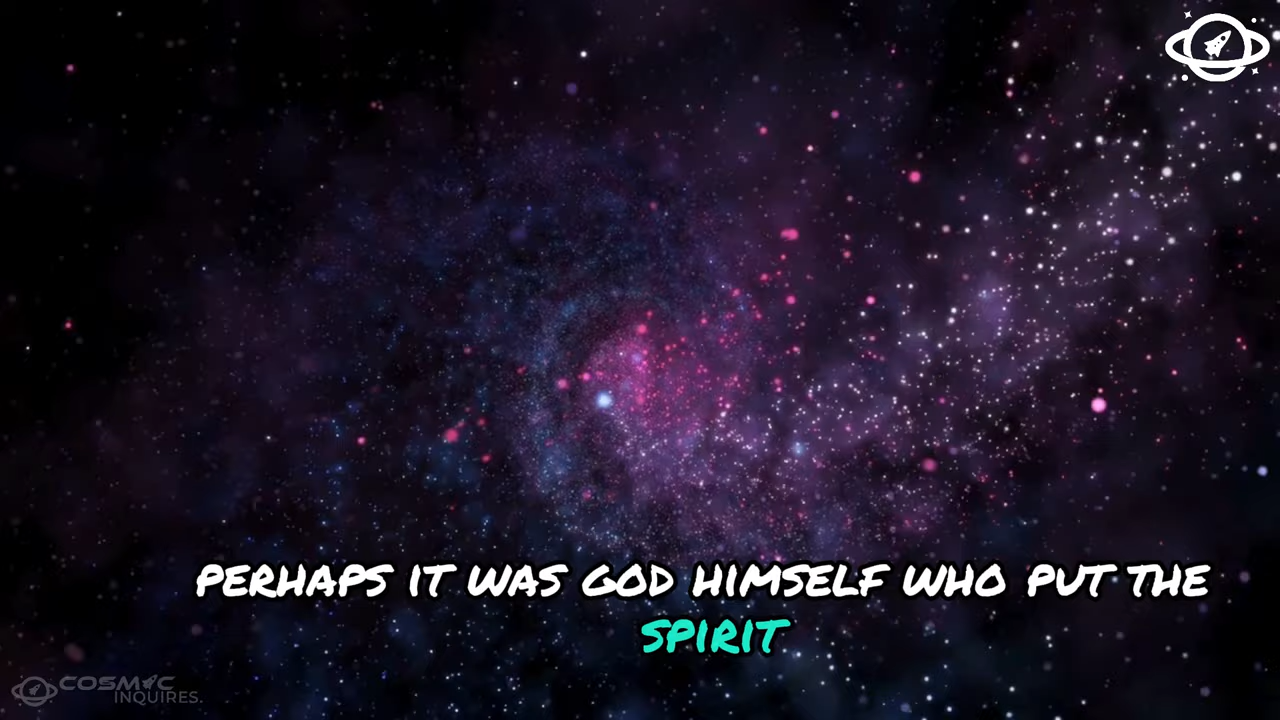 PERHAPS IT WAS GOD HIMSELF WHO PUT THE
SPIRIT
COSMIC
INQUIRES.